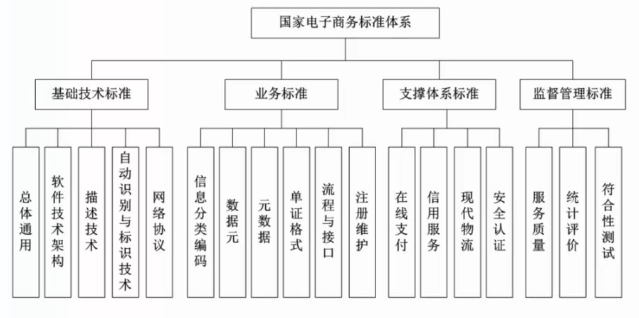 国家电子商务标准体系
基础技术标准
业务标准
支撑体系标准
监督管理标准
总体通用
软件技术架构
描述技术
自动识别与标识技术
网络协议
信息分类编码
数据元
元数据
单证格式
流程与接口
注册维护
在线支付
信用服务
现代物流
安全认证
服务质量
统计评价
符合性测试